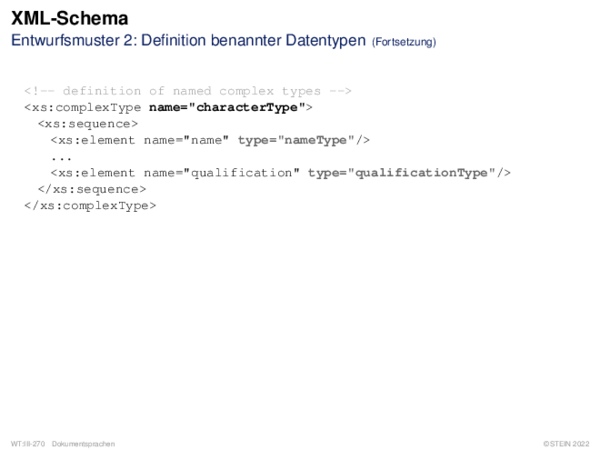 XML-Schema
Entwurfsmuster 2: Definition benannter Datentypen (Fortsetzung)
<!-- definition of named complex types -->
<xs:complexType name="characterType">
<xs:sequence>
<xs:element name="name" type="nameType"/>
...
<xs:element name="qualification" type="qualificationType"/>
</xs:sequence>
</xs:complexType>
WT:III-270 Dokumentsprachen
©STEIN 2022